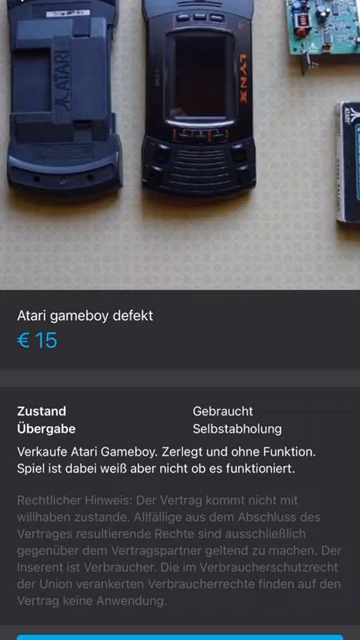 ATARI
LYNX
Atari gameboy defekt
€ 15
Zustand Gebraucht
Übergabe Selbstabholung
Verkaufe Atari Gameboy. Zerlegt und ohne Funktion.
Spiel ist dabei weiß aber nicht ob es funktioniert.
Rechtlicher Hinweis: Der Vertrag kommt nicht mit
willhaben zustande. Allfällige aus dem Abschluss des
Vertrages resultierende Rechte sind ausschließlich
gegenüber dem Vertragspartner geltend zu machen. Der
Inserent ist Verbraucher. Die im Verbraucherschutzrecht
der Union verankerten Verbraucherrechte finden auf den
Vertrag keine Anwendung.